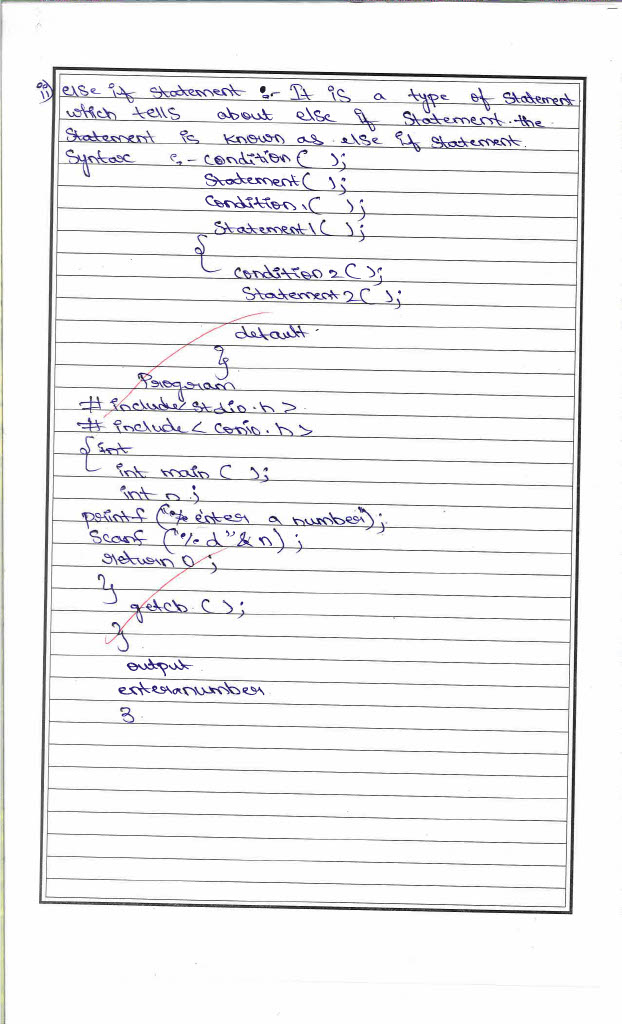 ii) else if statement :- It is a type of statement
which tells about else if statement. the
statement is known as else if statement.
Syntax :- condition ( );
statement ( );
condition 1 ( );
statement 1 ( );
{
condition 2 ( );
statement 2 ( );
default.
}
Program
# include stdio.h>
# include < conio.h>
{ int
int main ( );
int n;
printf ("% enter a number");
scanf ("% d" & n);
return 0;
}
getch ( );
}
output
enteranumber
3.